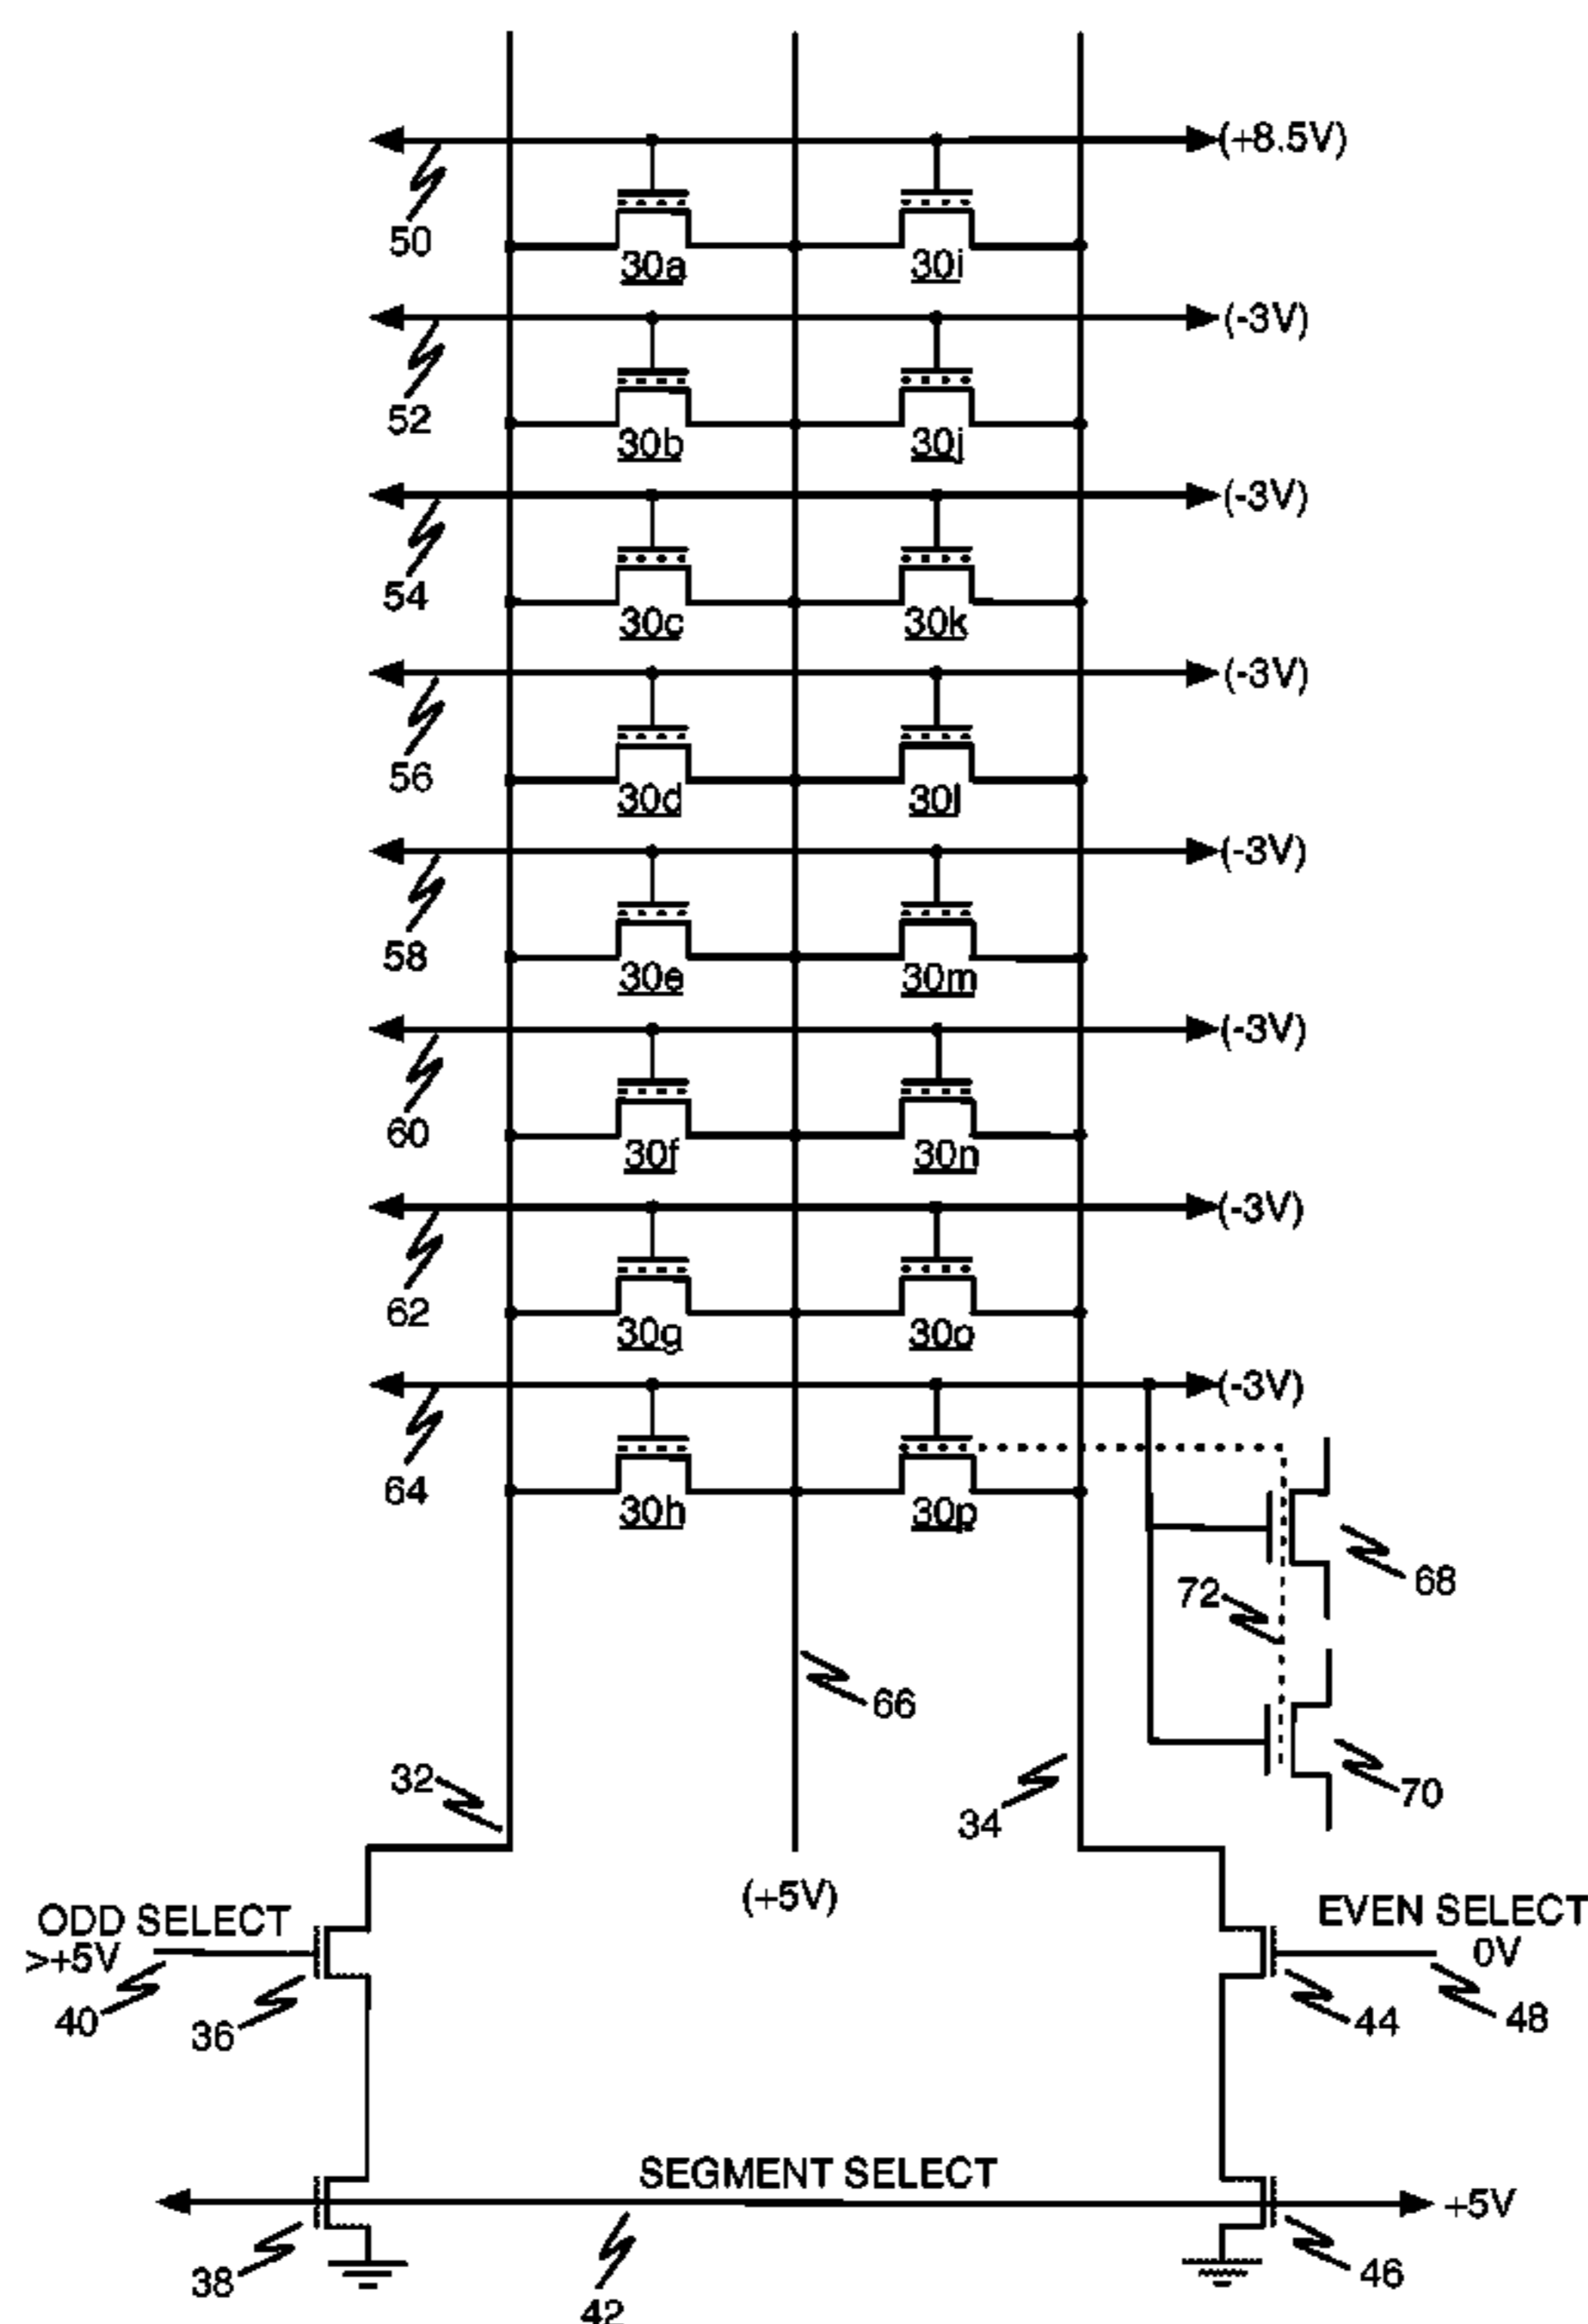 (+8.5V)
50
30a
30i
(-3V)
52
30b
30j
(-3V)
54
30c
30k
(-3V)
56
30d
30l
(-3V)
58
30e
30m
(-3V)
60
30f
30n
(-3V)
62
30g
30o
(-3V)
64
30h
30p
68
72
66
32
34
70
(+5V)
ODD SELECT
>+5V
EVEN SELECT
0V
40
36
44
48
SEGMENT SELECT
+5V
38
42
46